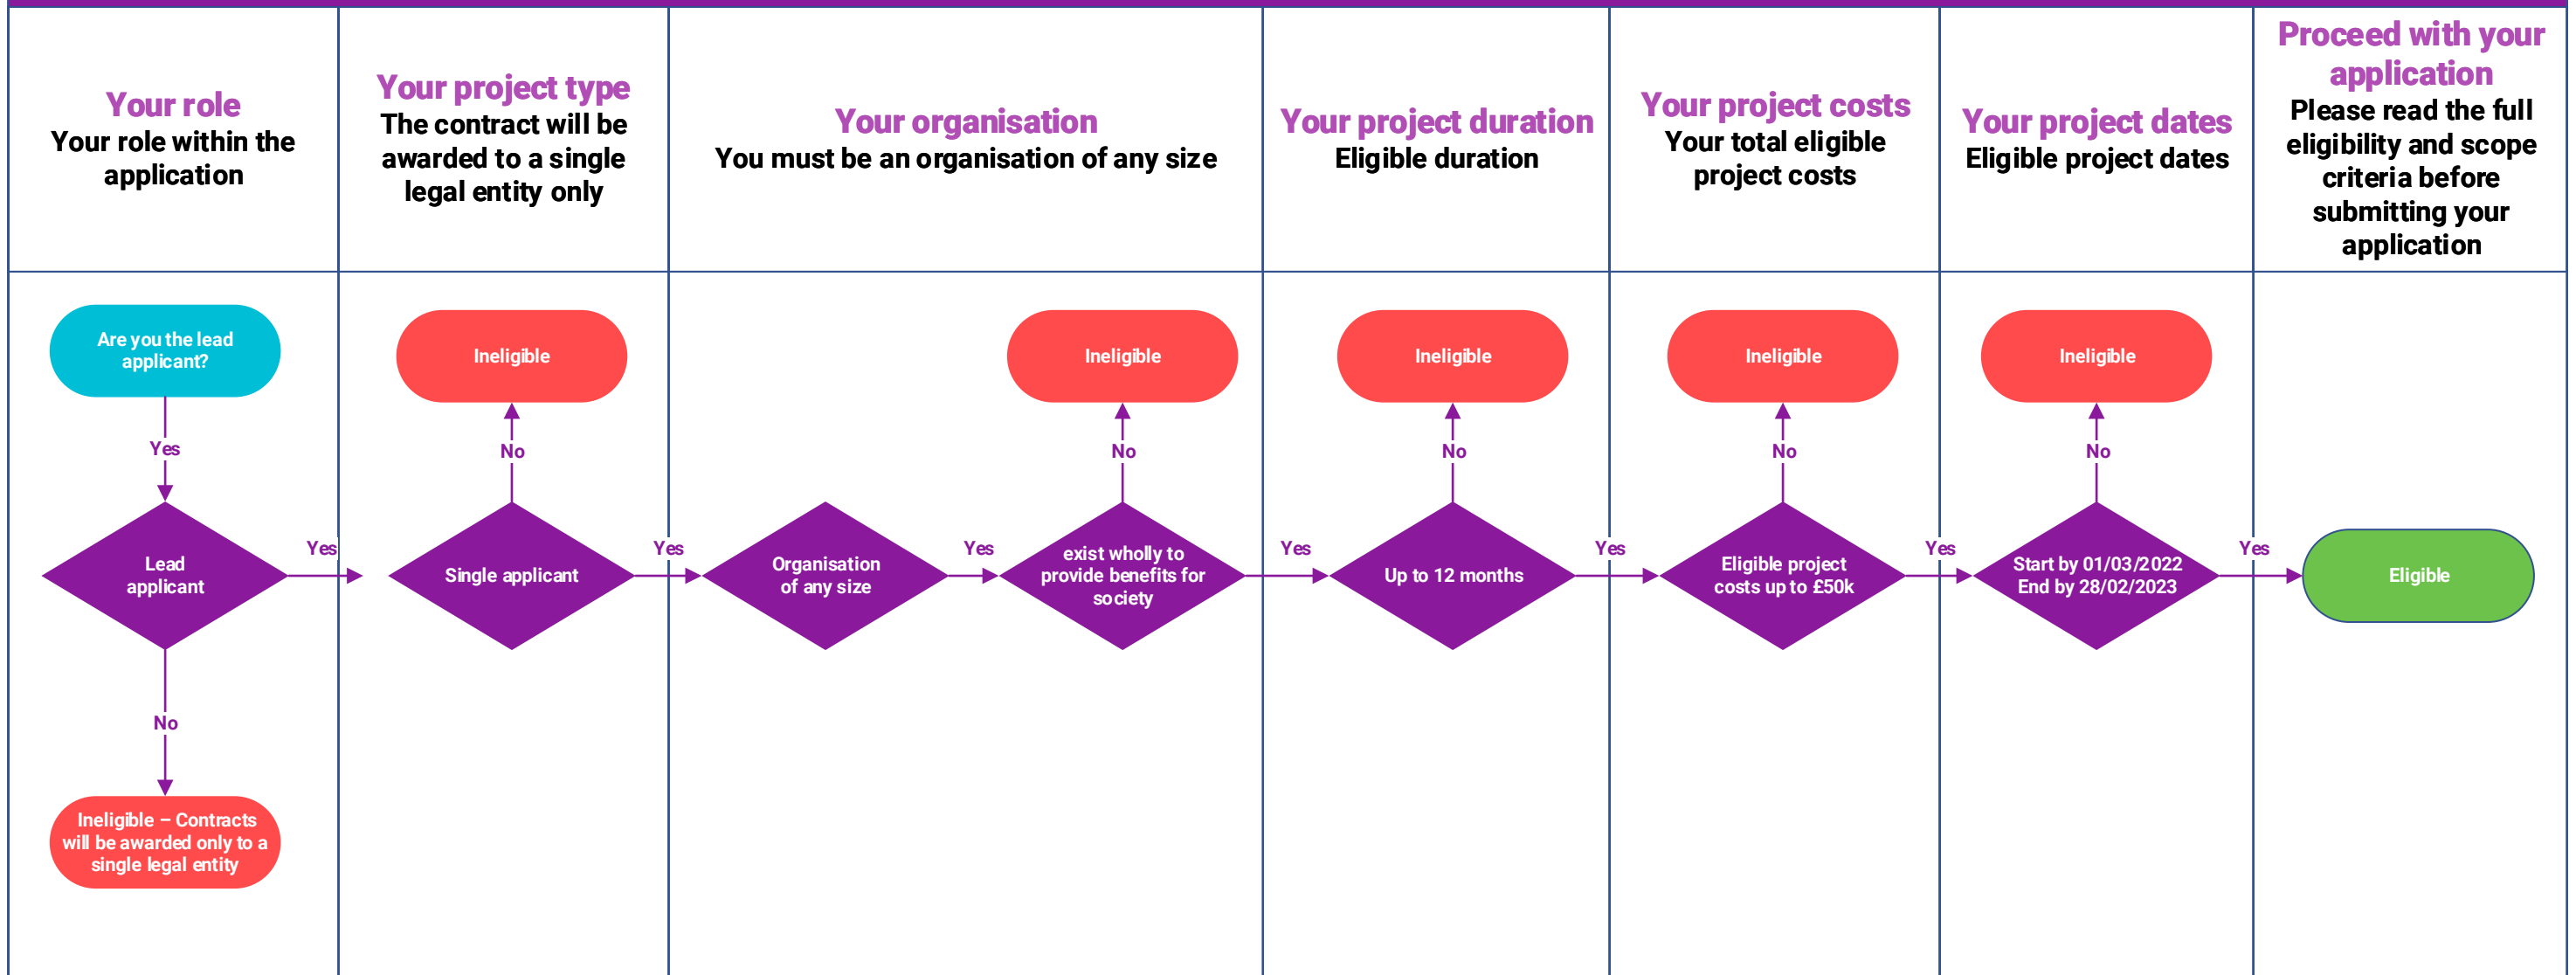 Your role
Your role within the
application
Your project type
The contract will be
awarded to a single
legal entity only
Your organisation
You must be an organisation of any size
Your project duration
Eligible duration
Your project costs
Your total eligible
project costs
Your project dates
Eligible project dates
Proceed with your
application
Please read the full
eligibility and scope
criteria before
submitting your
application
Are you the lead
applicant?
Yes
Lead
applicant
Yes
No
Ineligible – Contracts
will be awarded only to a
single legal entity
Ineligible
No
Single applicant
Yes
Organisation
of any size
Yes
Ineligible
No
exist wholly to
provide benefits for
society
Yes
Ineligible
No
Up to 12 months
Yes
Ineligible
No
Eligible project
costs up to £50k
Yes
Ineligible
No
Start by 01/03/2022
End by 28/02/2023
Yes
Eligible